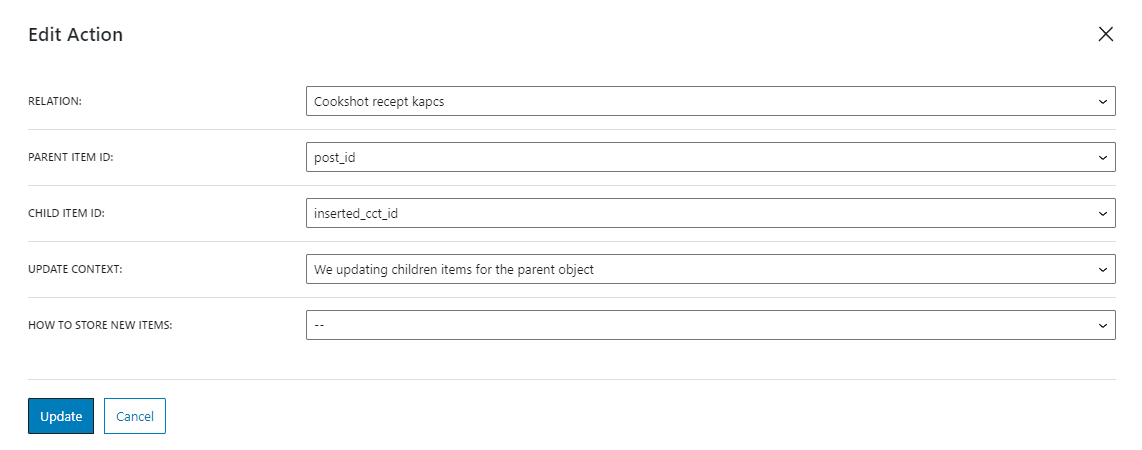 Edit Action
RELATION:
Cookshot recept kapcs
PARENT ITEM ID:
post_id
CHILD ITEM ID:
inserted_cct_id
UPDATE CONTEXT:
We updating children items for the parent object
HOW TO STORE NEW ITEMS:
--
Update Cancel